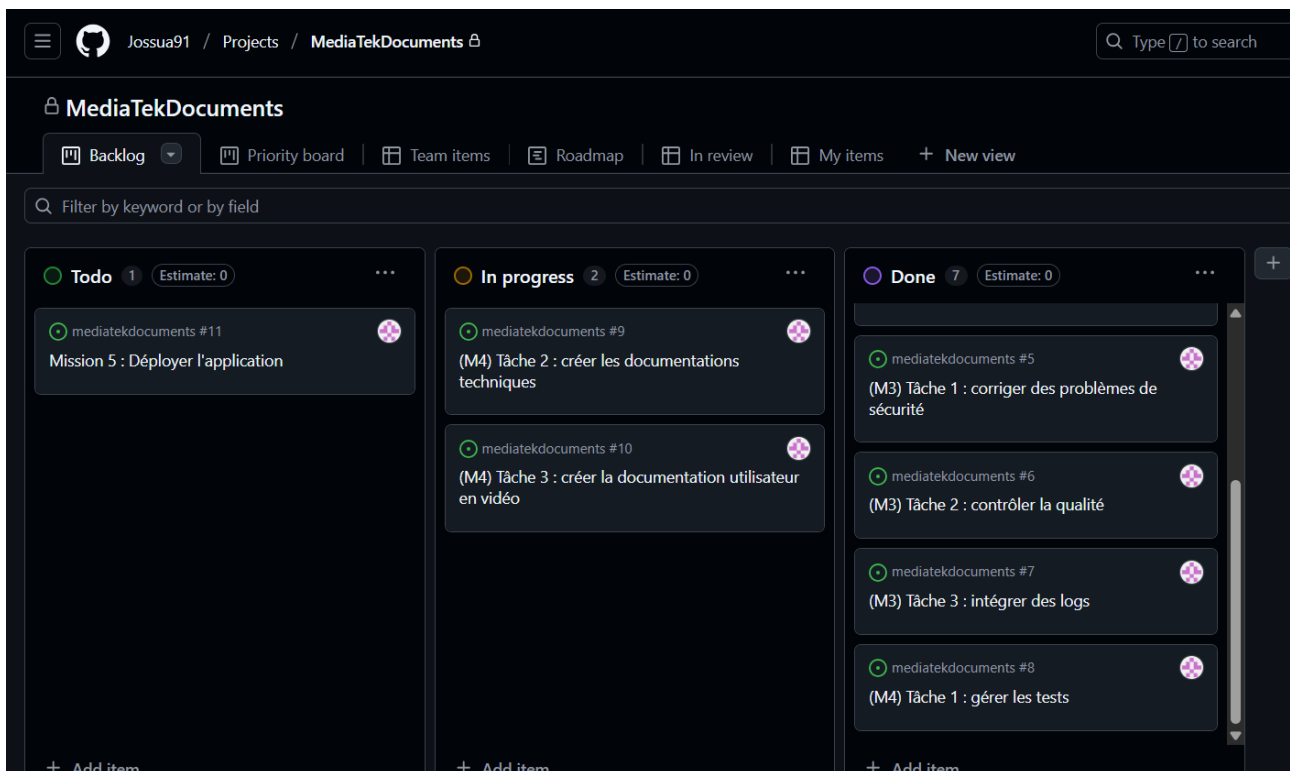 Jossua91 / Projects / MediaTekDocuments
Type / to search
MediaTekDocuments
Backlog
Priority board
Team items
Roadmap
In review
My items
+ New view
Filter by keyword or by field
Todo 1 Estimate: 0 ...
mediatekdocuments #11
Mission 5 : Déployer l'application
+ Add item
In progress 2 Estimate: 0 ...
mediatekdocuments #9
(M4) Tâche 2 : créer les documentations
techniques
mediatekdocuments #10
(M4) Tâche 3 : créer la documentation utilisateur
en vidéo
+ Add item
Done 7 Estimate: 0 ...
mediatekdocuments #5
(M3) Tâche 1 : corriger des problèmes de
sécurité
mediatekdocuments #6
(M3) Tâche 2 : contrôler la qualité
mediatekdocuments #7
(M3) Tâche 3 : intégrer des logs
mediatekdocuments #8
(M4) Tâche 1 : gérer les tests
+ Add item
+